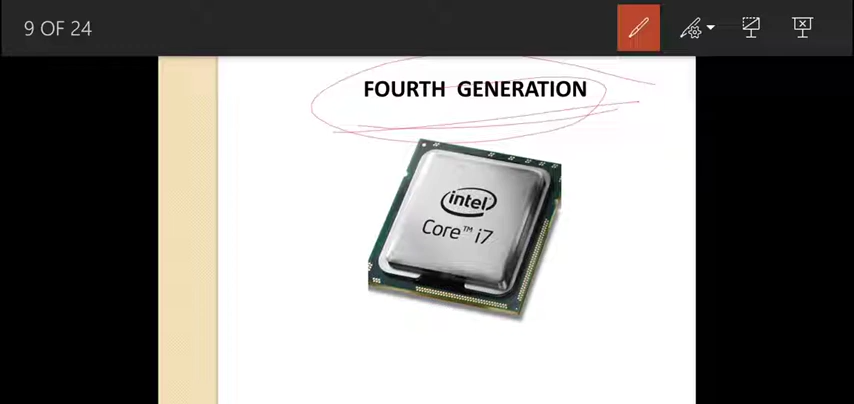 9 OF 24
FOURTH GENERATION
intel
Core™ i7